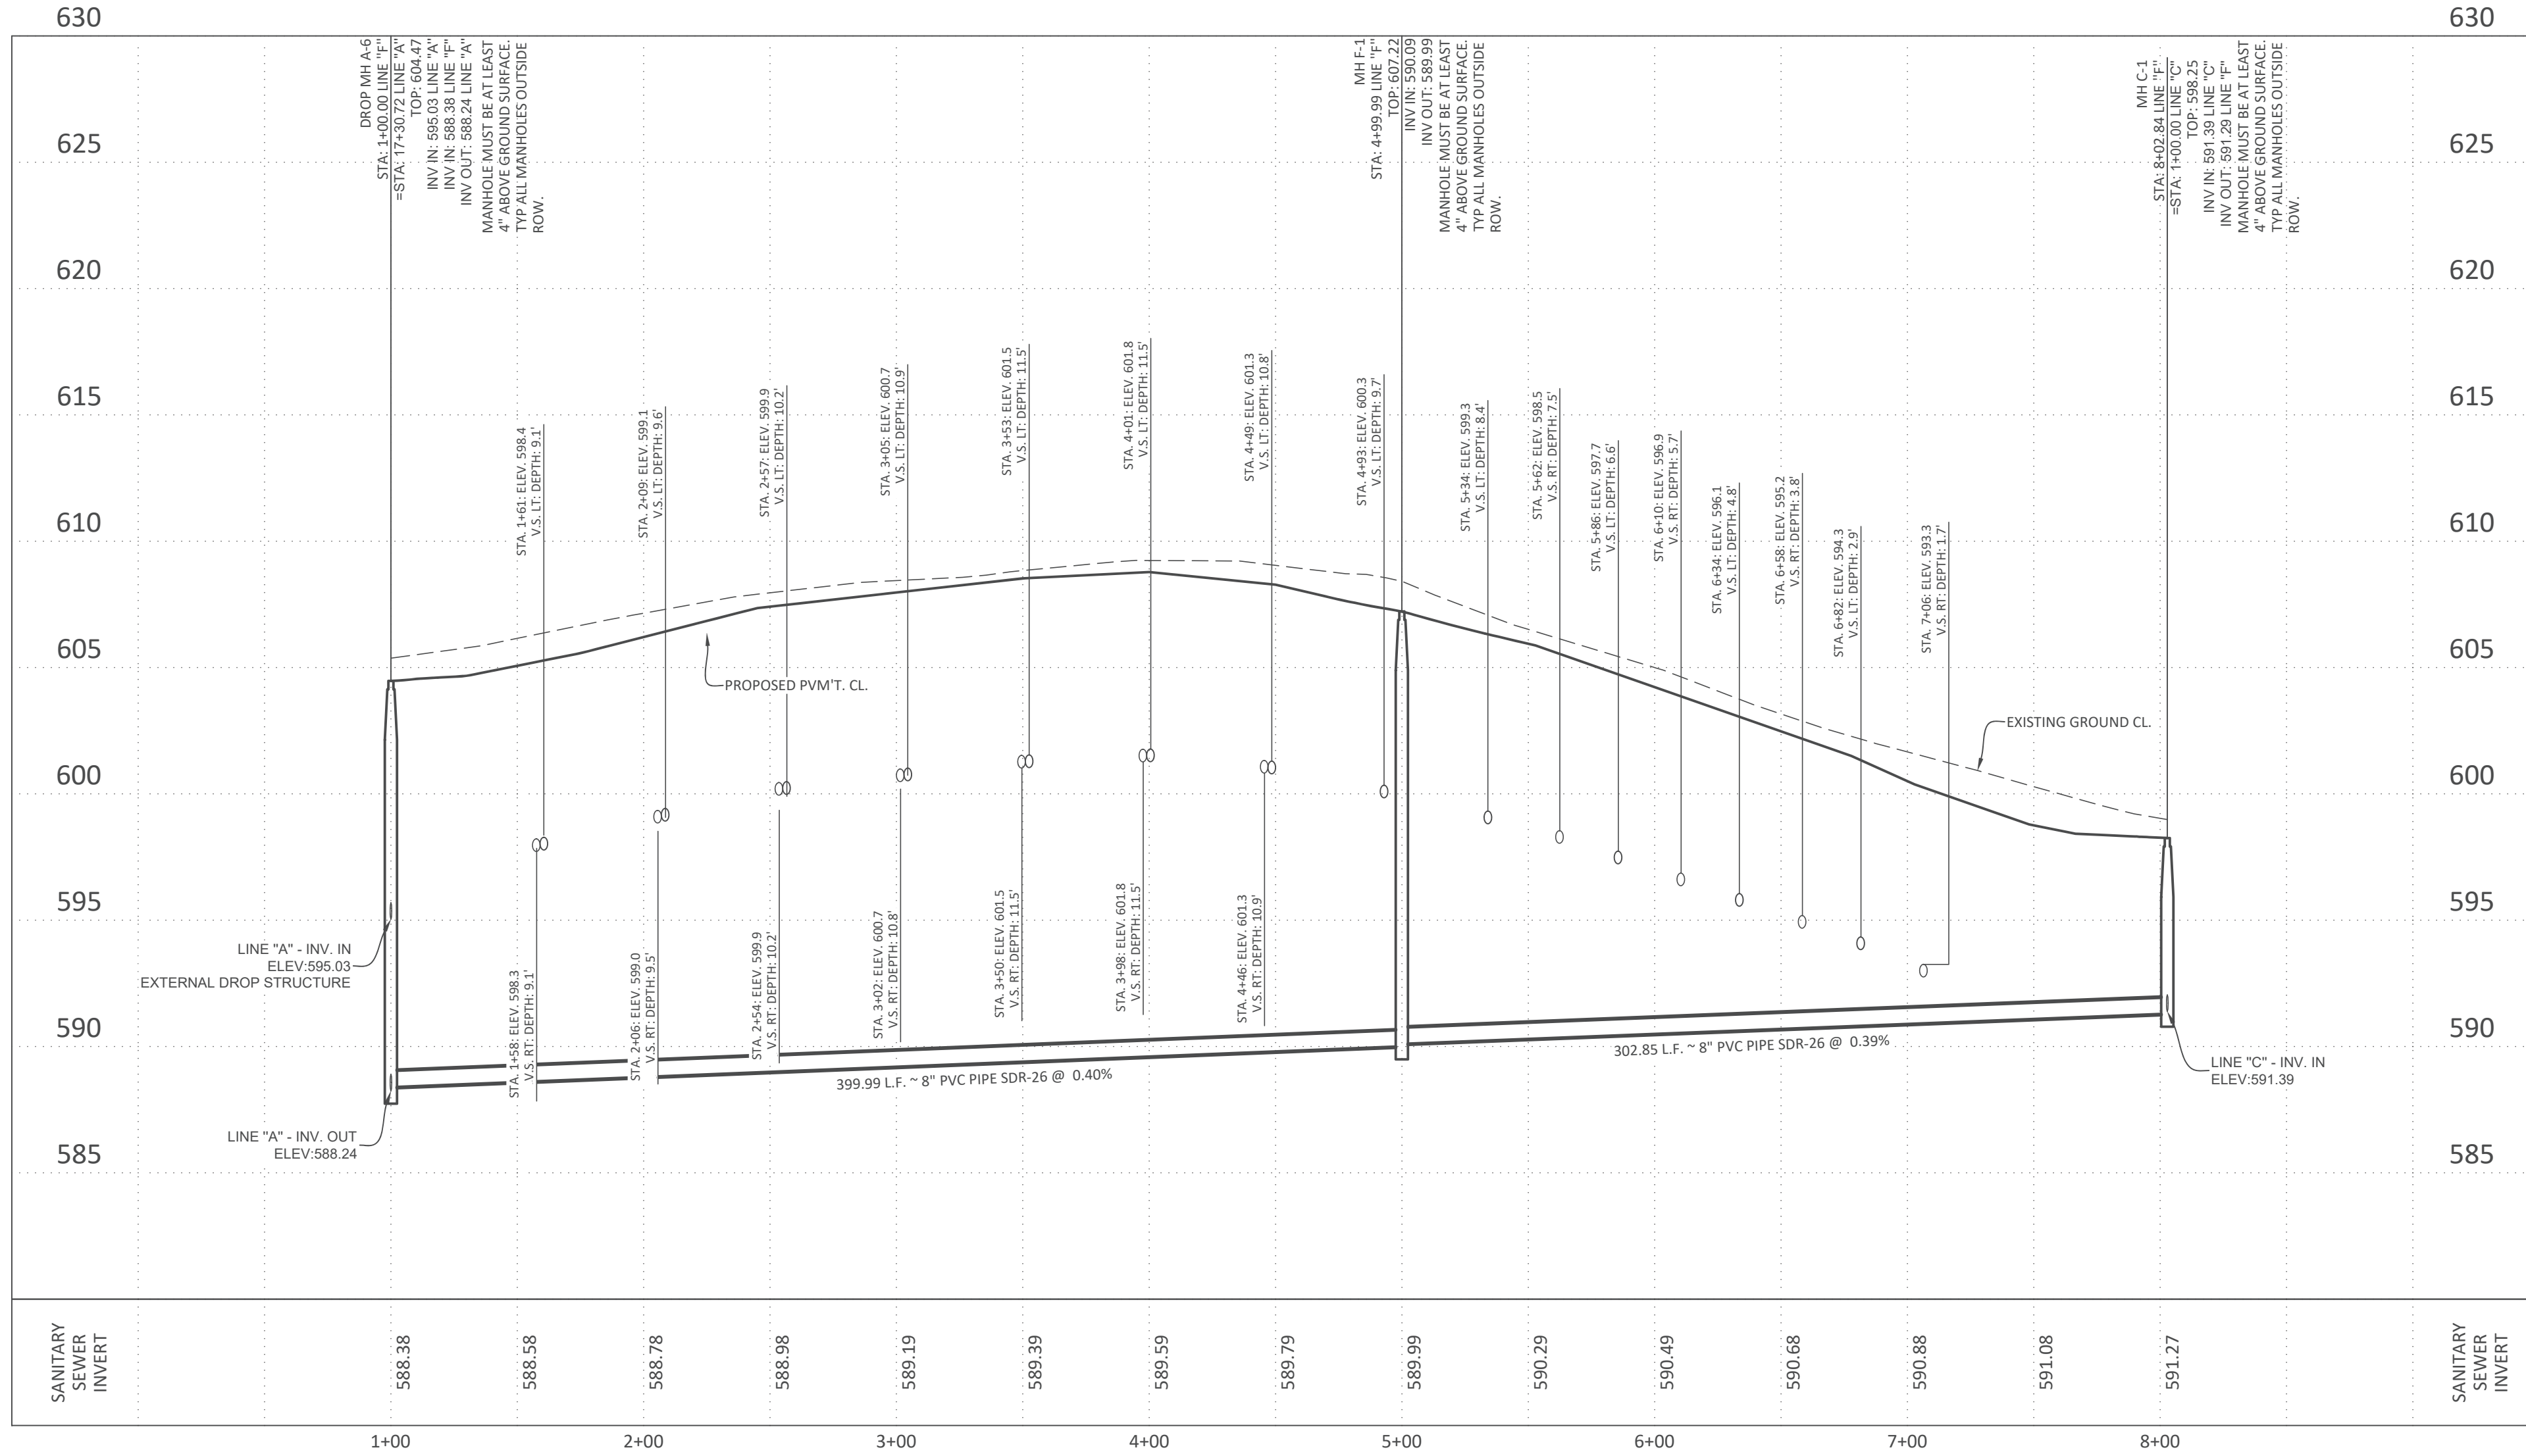 630
630
DROP MH A-6
STA: 1+00.00 LINE "F"
=STA: 17+30.72 LINE "A"
TOP: 604.47
INV IN: 595.03 LINE "A"
INV IN: 588.38 LINE "F"
INV OUT: 588.24 LINE "A"
MANHOLE MUST BE AT LEAST
4" ABOVE GROUND SURFACE.
TYP ALL MANHOLES OUTSIDE
ROW.
MH F-1
STA: 4+99.99 LINE "F"
TOP: 607.22
INV IN: 590.09
INV OUT: 589.99
MANHOLE MUST BE AT LEAST
4" ABOVE GROUND SURFACE.
TYP ALL MANHOLES OUTSIDE
ROW.
MH C-1
STA: 8+02.84 LINE "F"
=STA: 1+00.00 LINE "C"
TOP: 598.25
INV IN: 591.39 LINE "C"
INV OUT: 591.29 LINE "F"
MANHOLE MUST BE AT LEAST
4" ABOVE GROUND SURFACE.
TYP ALL MANHOLES OUTSIDE
ROW.
625
625
620
620
615
615
610
610
605
605
600
600
595
595
590
590
585
585
STA. 1+61: ELEV. 598.4
V.S. LT: DEPTH: 9.1'
STA. 2+09: ELEV. 599.1
V.S. LT: DEPTH: 9.6'
STA. 2+57: ELEV. 599.9
V.S. LT: DEPTH: 10.2'
STA. 3+05: ELEV. 600.7
V.S. LT: DEPTH: 10.9'
STA. 3+53: ELEV. 601.5
V.S. LT: DEPTH: 11.5'
STA. 4+01: ELEV. 601.8
V.S. LT: DEPTH: 11.5'
STA. 4+49: ELEV. 601.3
V.S. LT: DEPTH: 10.8'
STA. 4+93: ELEV. 600.3
V.S. LT: DEPTH: 9.7'
STA. 5+34: ELEV. 599.3
V.S. LT: DEPTH: 8.4'
STA. 5+62: ELEV. 598.5
V.S. RT: DEPTH: 7.5'
STA. 5+86: ELEV. 597.7
V.S. LT: DEPTH: 6.6'
STA. 6+10: ELEV. 596.9
V.S. RT: DEPTH: 5.7'
STA. 6+34: ELEV. 596.1
V.S. LT: DEPTH: 4.8'
STA. 6+58: ELEV. 595.2
V.S. RT: DEPTH: 3.8'
STA. 6+82: ELEV. 594.3
V.S. LT: DEPTH: 2.9'
STA. 7+06: ELEV. 593.3
V.S. RT: DEPTH: 1.7'
PROPOSED PVM'T. CL.
EXISTING GROUND CL.
LINE "A" - INV. IN
ELEV:595.03
EXTERNAL DROP STRUCTURE
STA. 1+58: ELEV. 598.3
V.S. RT: DEPTH: 9.1'
STA. 2+06: ELEV. 599.0
V.S. RT: DEPTH: 9.5'
STA. 2+54: ELEV. 599.9
V.S. RT: DEPTH: 10.2'
STA. 3+02: ELEV. 600.7
V.S. RT: DEPTH: 10.8'
STA. 3+50: ELEV. 601.5
V.S. RT: DEPTH: 11.5'
STA. 3+98: ELEV. 601.8
V.S. RT: DEPTH: 11.5'
STA. 4+46: ELEV. 601.3
V.S. RT: DEPTH: 10.9'
399.99 L.F. ~ 8" PVC PIPE SDR-26 @ 0.40%
302.85 L.F. ~ 8" PVC PIPE SDR-26 @ 0.39%
LINE "C" - INV. IN
ELEV:591.39
LINE "A" - INV. OUT
ELEV:588.24
SANITARY
SEWER
INVERT
588.38
588.58
588.78
588.98
589.19
589.39
589.59
589.79
589.99
590.29
590.49
590.68
590.88
591.08
591.27
SANITARY
SEWER
INVERT
1+00
2+00
3+00
4+00
5+00
6+00
7+00
8+00